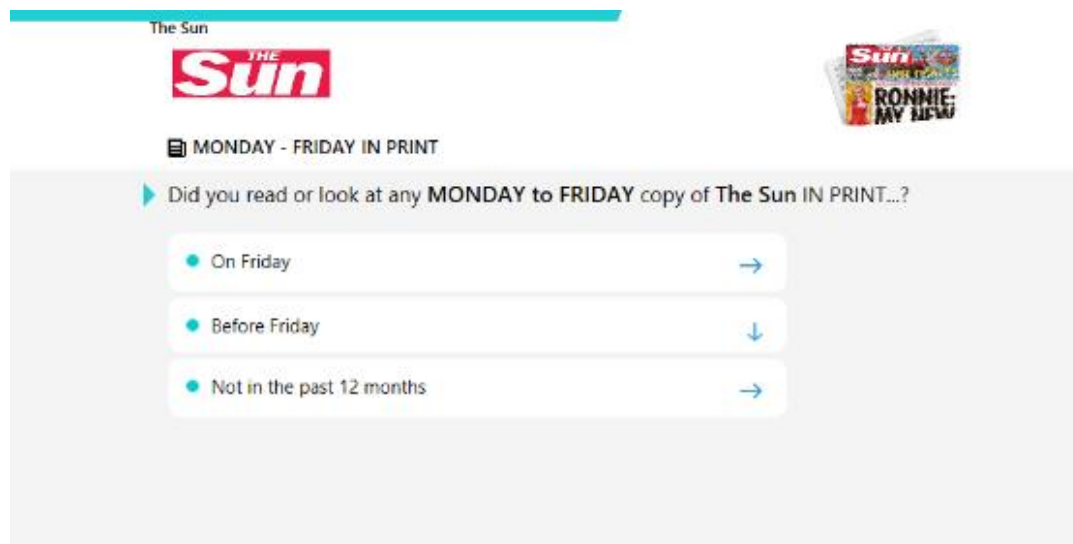 The Sun
THE
Sun
Sun
RONNIE:
MY NEW
MONDAY - FRIDAY IN PRINT
Did you read or look at any MONDAY to FRIDAY copy of The Sun IN PRINT...?
On Friday
Before Friday
Not in the past 12 months